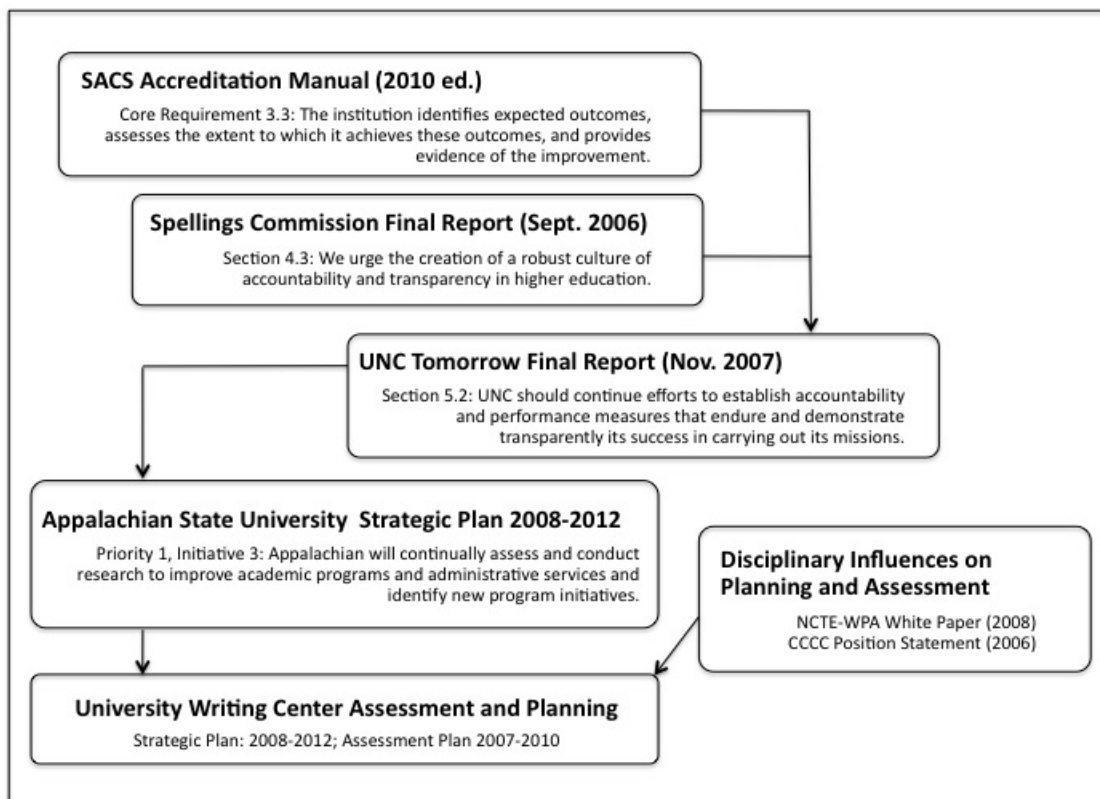 SACS Accreditation Manual (2010 ed.)
Core Requirement 3.3: The institution identifies expected outcomes,
assesses the extent to which it achieves these outcomes, and provides
evidence of the improvement.
Spellings Commission Final Report (Sept. 2006)
Section 4.3: We urge the creation of a robust culture of
accountability and transparency in higher education.
UNC Tomorrow Final Report (Nov. 2007)
Section 5.2: UNC should continue efforts to establish accountability
and performance measures that endure and demonstrate
transparently its success in carrying out its missions.
Appalachian State University Strategic Plan 2008-2012
Priority 1, Initiative 3: Appalachian will continually assess and conduct
research to improve academic programs and administrative services and
identify new program initiatives.
Disciplinary Influences on
Planning and Assessment
NCTE-WPA White Paper (2008)
CCCC Position Statement (2006)
University Writing Center Assessment and Planning
Strategic Plan: 2008-2012; Assessment Plan 2007-2010